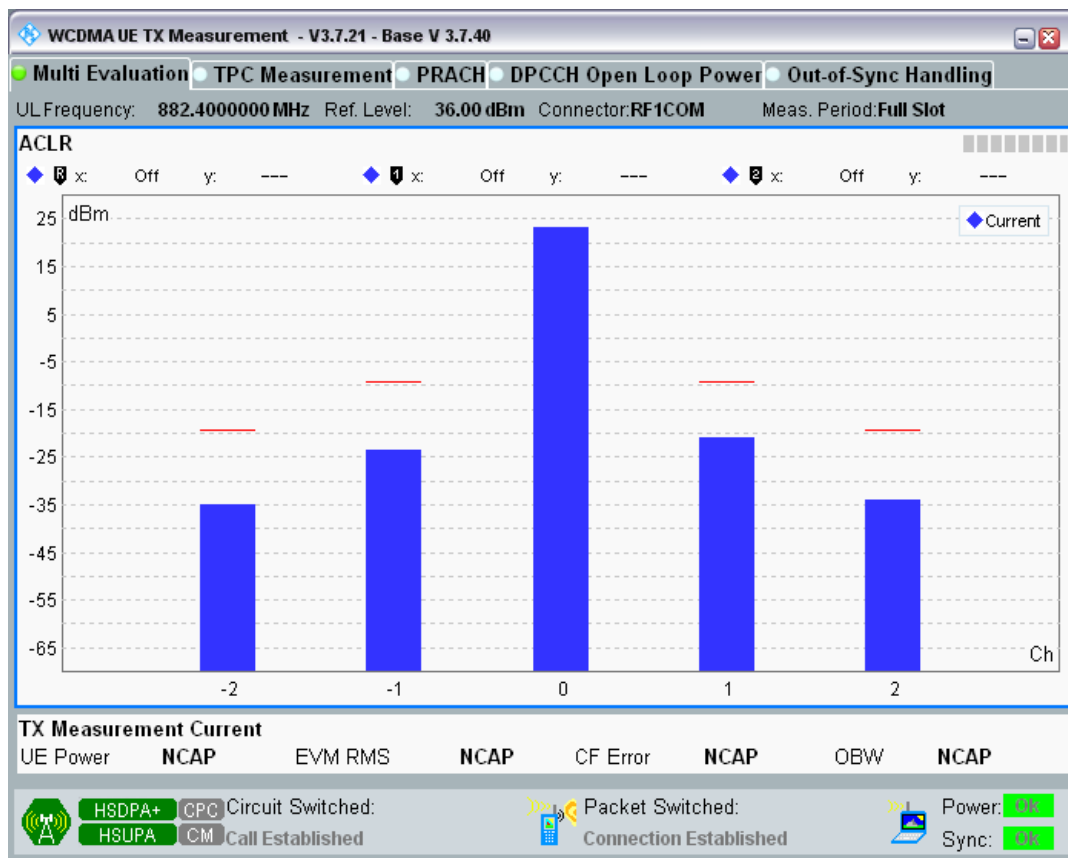 WCDMA UE TX Measurement - V3.7.21 - Base V 3.7.40
Multi Evaluation TPC Measurement PRACH DPCCH Open Loop Power Out-of-Sync Handling
UL Frequency: 882.4000000 MHz Ref. Level: 36.00 dBm Connector:RF1COM Meas. Period:Full Slot
ACLR
R x: Off y: --- 1 x: Off y: --- 2 x: Off y: ---
dBm
Current
25
15
5
-5
-15
-25
-35
-45
-55
-65
Ch
-2 -1 0 1 2
TX Measurement Current
UE Power NCAP EVM RMS NCAP CF Error NCAP OBW NCAP
HSDPA+ CPC Circuit Switched: Packet Switched: Power: OK
HSUPA CM Call Established Connection Established Sync: OK